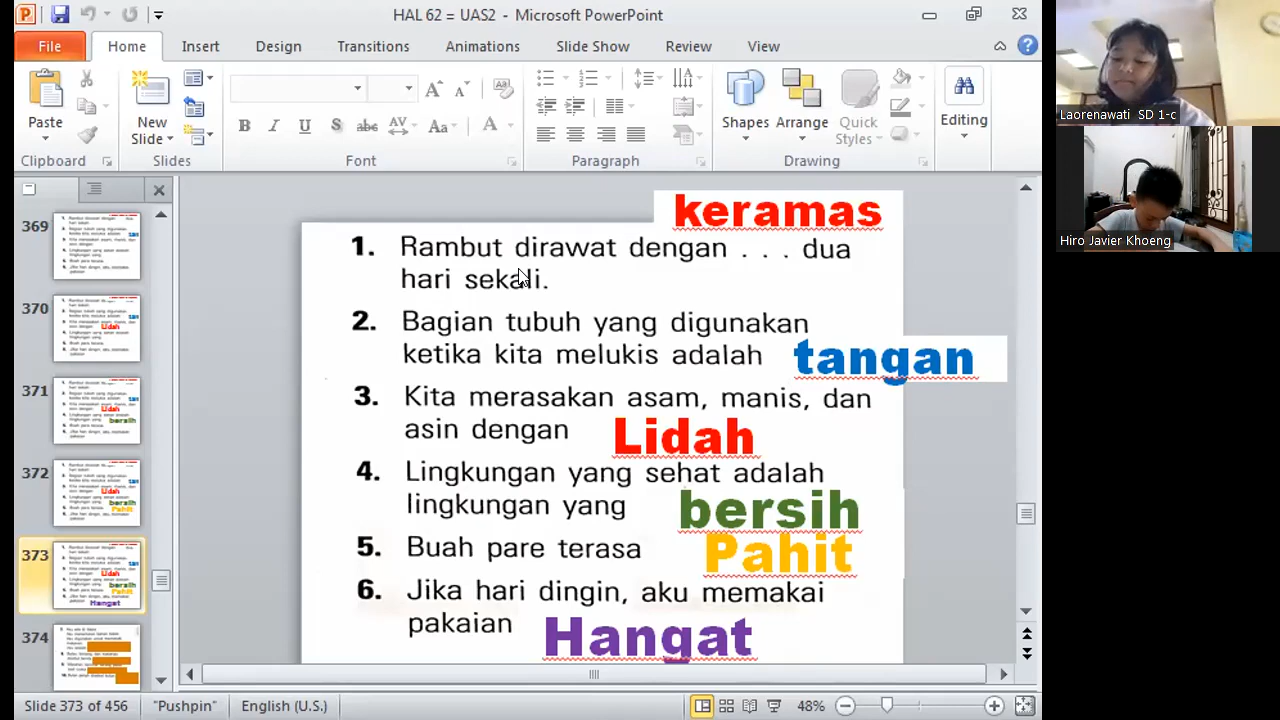 HAL 62 = UAS2 - Microsoft PowerPoint
File Home Insert Design Transitions Animations Slide Show Review View
Paste
New Slide
Shapes Arrange Quick Styles
Editing
Clipboard Slides Font Paragraph Drawing
Laorenawati SD 1-c
Hiro Javier Khoeng
369
370
371
372
373
374
keramas
1. Rambut dirawat dengan . . . dua
hari sekali.
2. Bagian tubuh yang digunakan
ketika kita melukis adalah tangan
3. Kita merasakan asam, manis, dan
asin dengan Lidah
4. Lingkungan yang sehat adalah
lingkungan yang bersih
5. Buah pare terasa Pahit
6. Jika hari dingin, aku memakai
pakaian Hangat
Slide 373 of 456 "Pushpin" English (U.S.) 48%